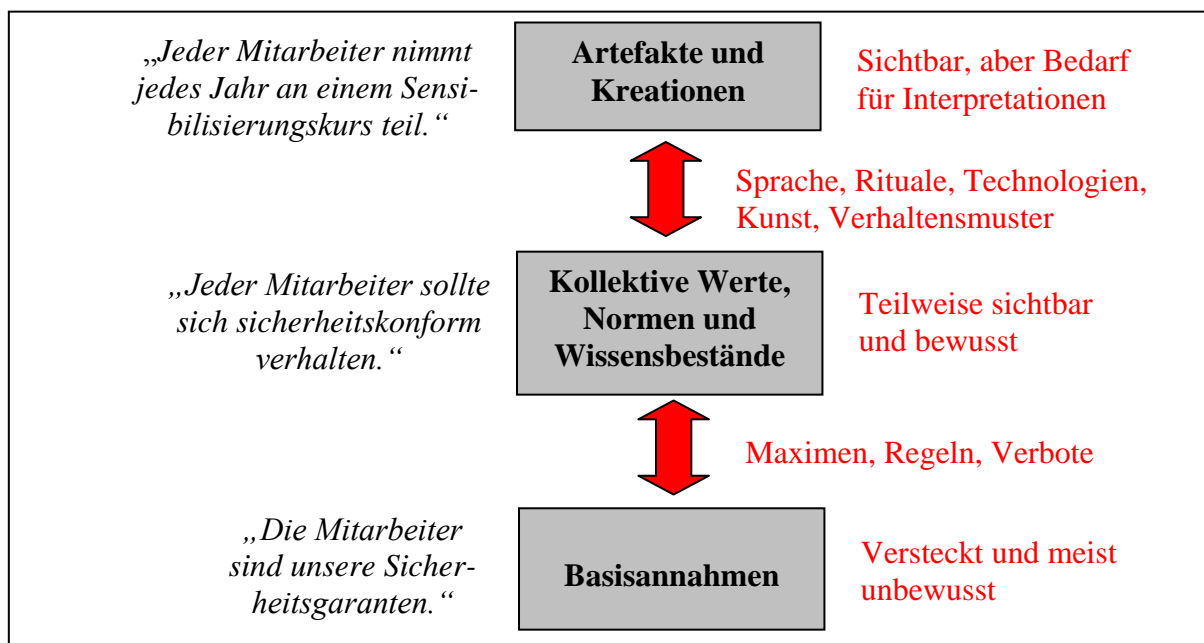 „Jeder Mitarbeiter nimmt
jedes Jahr an einem Sensi-
bilisierungskurs teil.“
Artefakte und
Kreationen
Sichtbar, aber Bedarf
für Interpretationen
Sprache, Rituale, Technologien,
Kunst, Verhaltensmuster
„Jeder Mitarbeiter sollte
sich sicherheitskonform
verhalten.“
Kollektive Werte,
Normen und
Wissensbestände
Teilweise sichtbar
und bewusst
Maximen, Regeln, Verbote
„Die Mitarbeiter
sind unsere Sicher-
heitsgaranten.“
Basisannahmen
Versteckt und meist
unbewusst